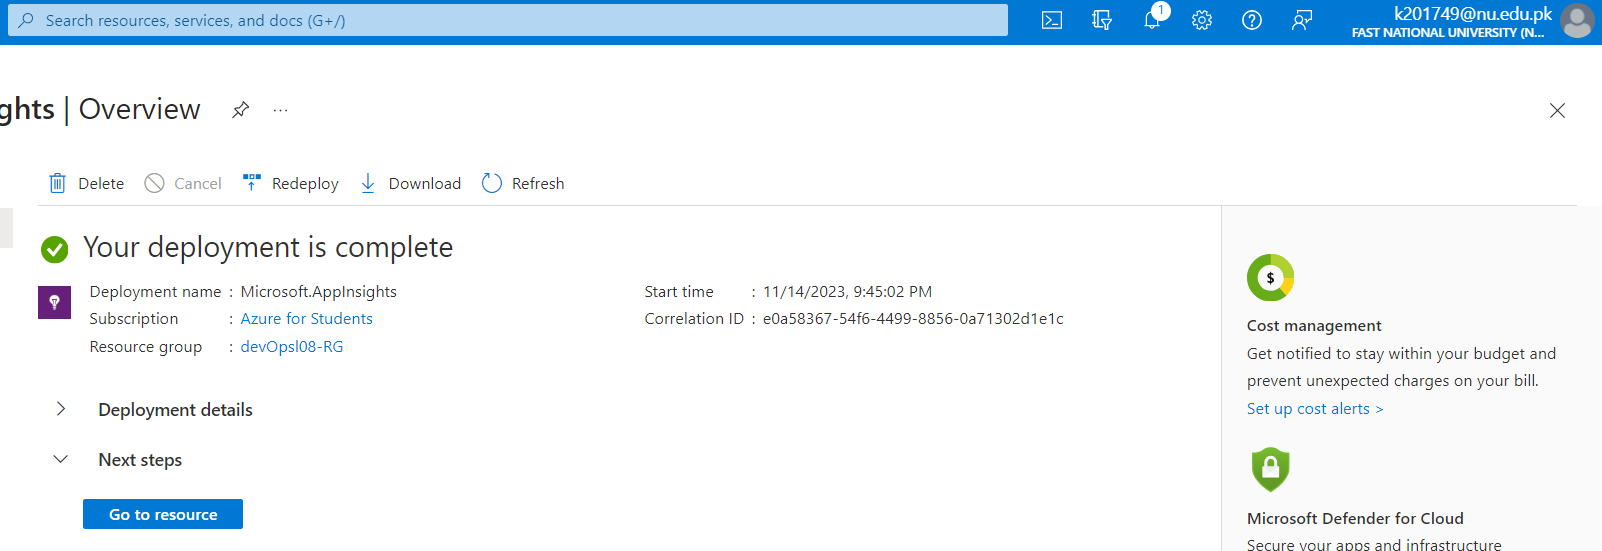 Search resources, services, and docs (G+/)
1
k201749@nu.edu.pk
FAST NATIONAL UNIVERSITY (N...
ghts | Overview
...
Delete
Cancel
Redeploy
Download
Refresh
Your deployment is complete
Deployment name : Microsoft.AppInsights
Subscription : Azure for Students
Resource group : devOpsl08-RG
Start time : 11/14/2023, 9:45:02 PM
Correlation ID : e0a58367-54f6-4499-8856-0a71302d1e1c
Deployment details
Next steps
Go to resource
$
Cost management
Get notified to stay within your budget and
prevent unexpected charges on your bill.
Set up cost alerts >
Microsoft Defender for Cloud
Secure your apps and infrastructure